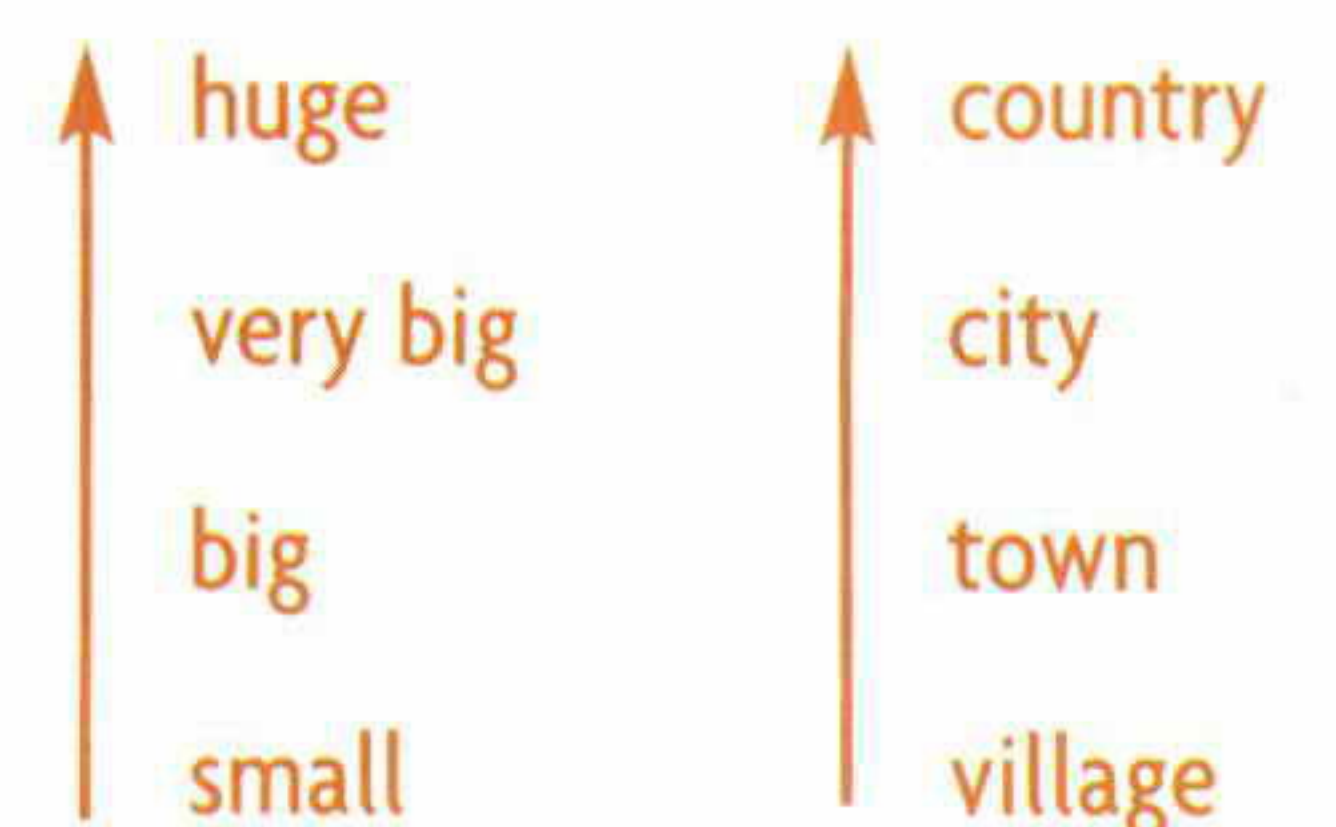 huge
very big
big
small
country
city
town
village